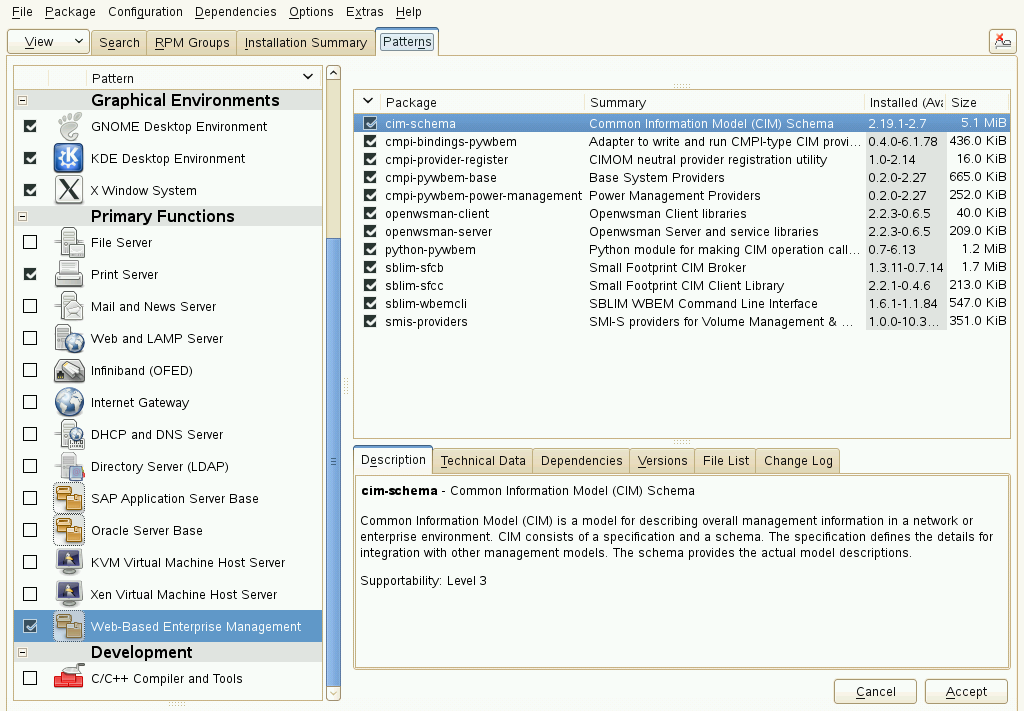 File Package Configuration Dependencies Options Extras Help
View Search RPM Groups Installation Summary Patterns
Pattern
Graphical Environments
GNOME Desktop Environment
KDE Desktop Environment
X Window System
Primary Functions
File Server
Print Server
Mail and News Server
Web and LAMP Server
Infiniband (OFED)
Internet Gateway
DHCP and DNS Server
Directory Server (LDAP)
SAP Application Server Base
Oracle Server Base
KVM Virtual Machine Host Server
Xen Virtual Machine Host Server
Web-Based Enterprise Management
Development
C/C++ Compiler and Tools
Package Summary Installed (Ava Size
cim-schema Common Information Model (CIM) Schema 2.19.1-2.7 5.1 MiB
cmpi-bindings-pywbem Adapter to write and run CMPI-type CIM provi... 0.4.0-6.1.78 436.0 KiB
cmpi-provider-register CIMOM neutral provider registration utility 1.0-2.14 16.0 KiB
cmpi-pywbem-base Base System Providers 0.2.0-2.27 665.0 KiB
cmpi-pywbem-power-management Power Management Providers 0.2.0-2.27 252.0 KiB
openwsman-client Openwsman Client libraries 2.2.3-0.6.5 40.0 KiB
openwsman-server Openwsman Server and service libraries 2.2.3-0.6.5 209.0 KiB
python-pywbem Python module for making CIM operation call... 0.7-6.13 1.2 MiB
sblim-sfcb Small Footprint CIM Broker 1.3.11-0.7.14 1.7 MiB
sblim-sfcc Small Footprint CIM Client Library 2.2.1-0.4.6 213.0 KiB
sblim-wbemcli SBLIM WBEM Command Line Interface 1.6.1-1.1.84 547.0 KiB
smis-providers SMI-S providers for Volume Management & ... 1.0.0-10.3... 351.0 KiB
Description Technical Data Dependencies Versions File List Change Log
cim-schema - Common Information Model (CIM) Schema
Common Information Model (CIM) is a model for describing overall management information in a network or
enterprise environment. CIM consists of a specification and a schema. The specification defines the details for
integration with other management models. The schema provides the actual model descriptions.
Supportability: Level 3
Cancel Accept